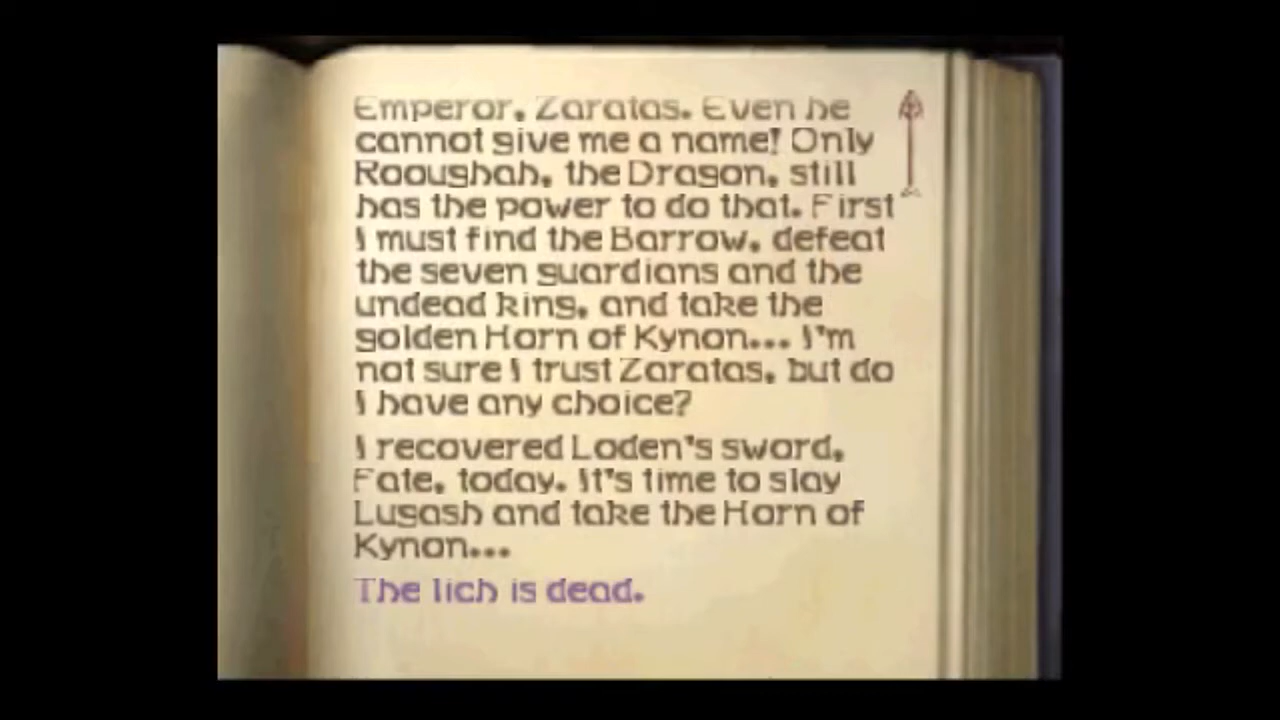 Emperor, Zaratas. Even he
cannot give me a name! Only
Rooushah, the Dragon, still
has the power to do that. First
I must find the Barrow, defeat
the seven guardians and the
undead king, and take the
golden Horn of Kynon... I'm
not sure I trust Zaratas, but do
I have any choice?
I recovered Loden's sword,
Fate, today. It's time to slay
Lugash and take the Horn of
Kynon...
The lich is dead.